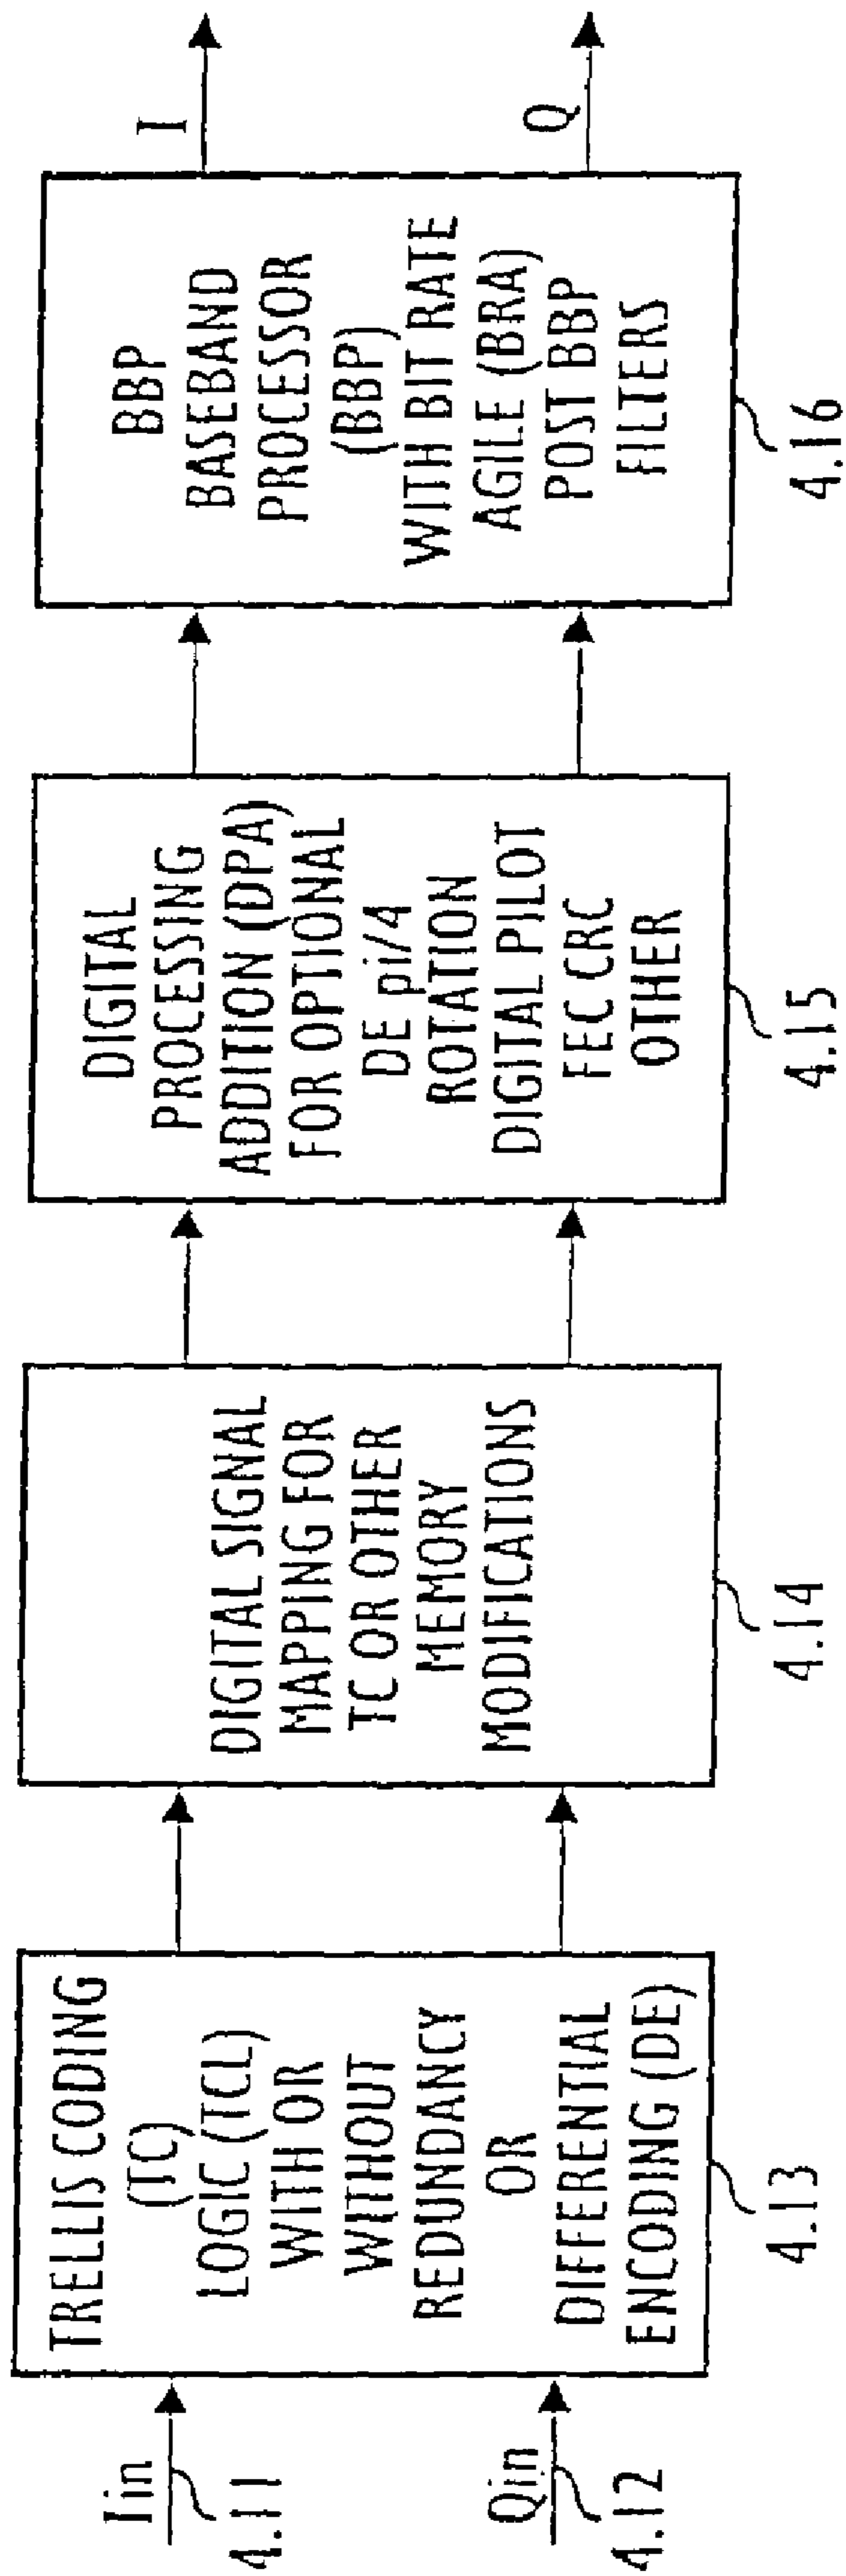 Iin
4.11
Qin
4.12
TRELLIS CODING
(TC)
LOGIC (TCL)
WITH OR
WITHOUT
REDUNDANCY
OR
DIFFERENTIAL
ENCODING (DE)
4.13
DIGITAL SIGNAL
MAPPING FOR
TC OR OTHER
MEMORY
MODIFICATIONS
4.14
DIGITAL
PROCESSING
ADDITION (DPA)
FOR OPTIONAL
DE pi/4
ROTATION
DIGITAL PILOT
FEC CRC
OTHER
4.15
BBP
BASEBAND
PROCESSOR
(BBP)
WITH BIT RATE
AGILE (BRA)
POST BBP
FILTERS
4.16
I
Q